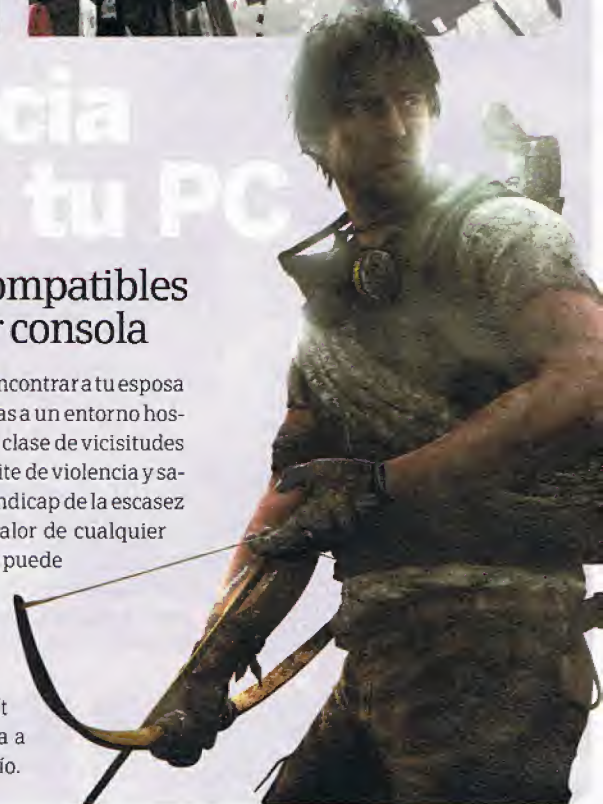 cia
tu PC
ompatibles
r consola
ncontrar a tu esposa
as a un entorno hos-
clase de vicisitudes
ite de violencia y sa-
ndicap de la escasez
alor de cualquier
puede
t
a a
ío.